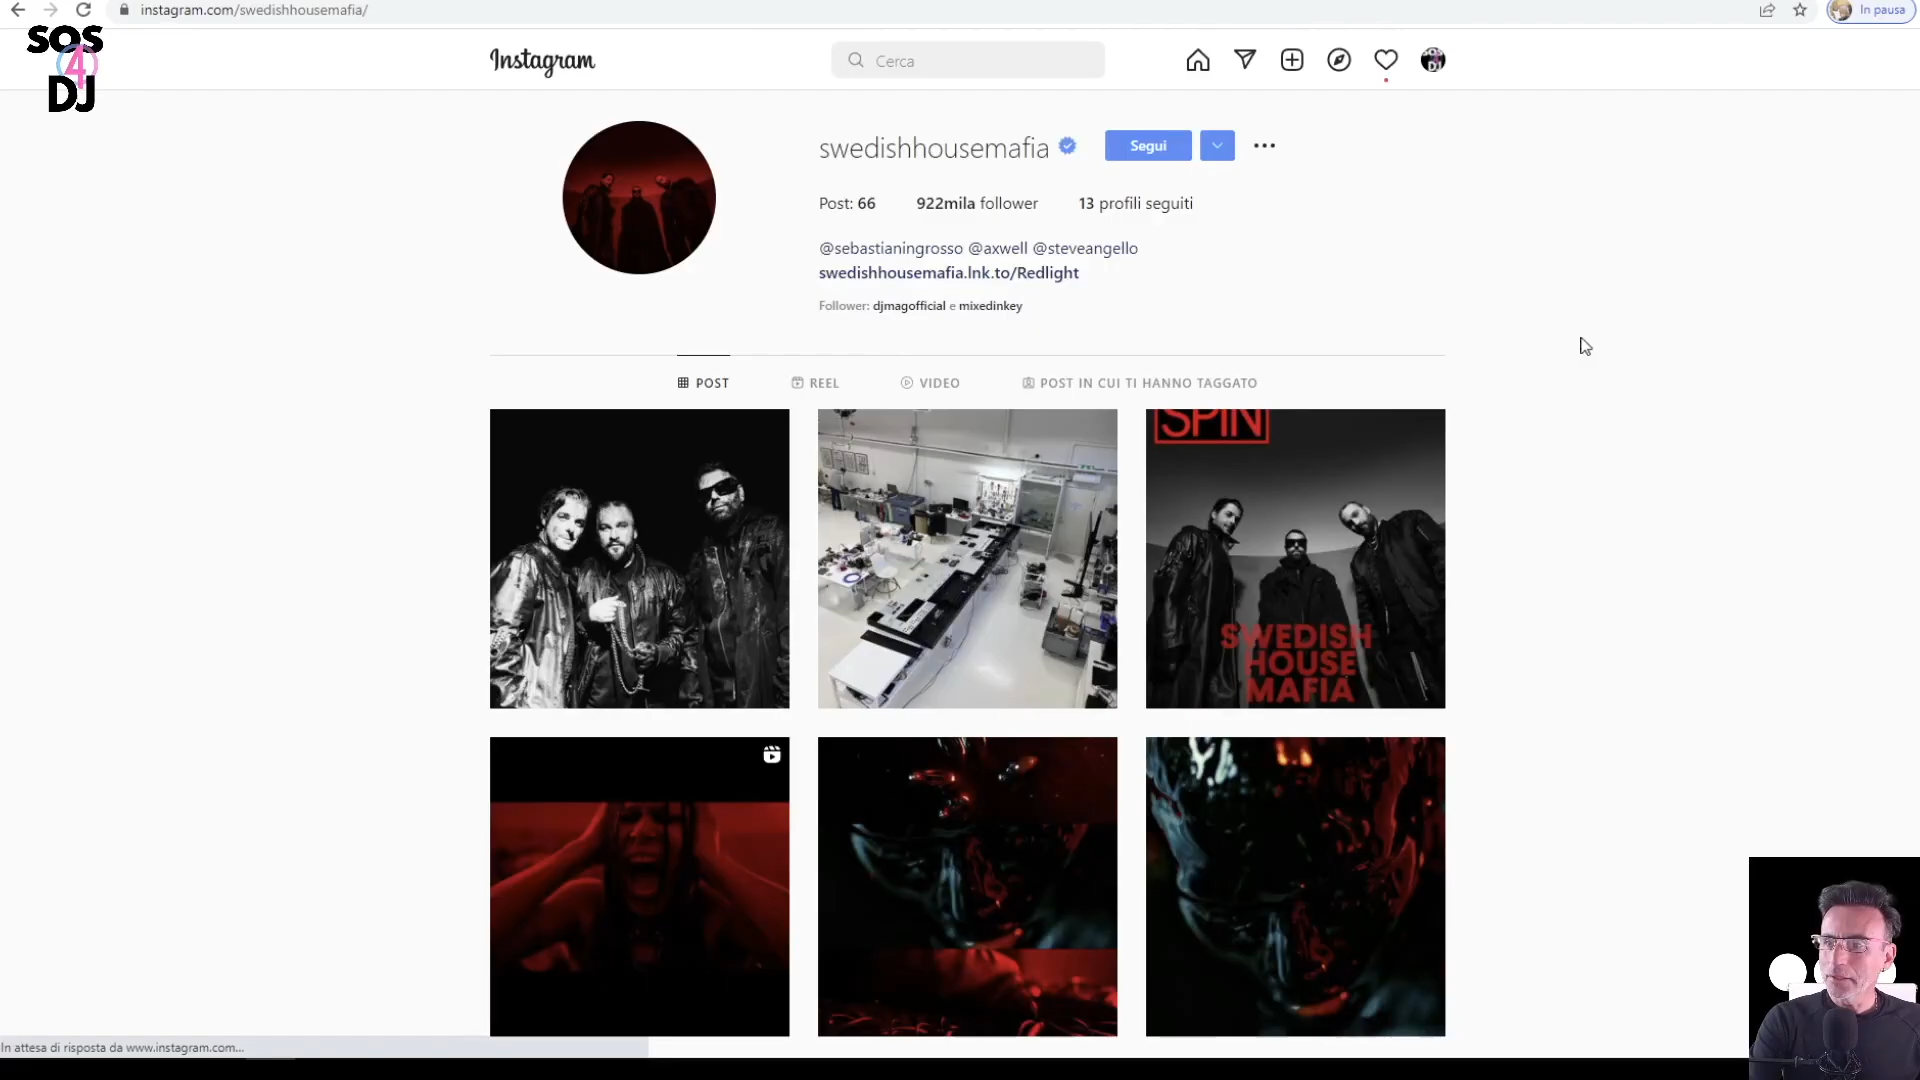 instagram.com/swedishhousemafia/
In pausa
SOS
4
DJ
Instagram
Cerca
swedishhousemafia
Segui
Post: 66 922mila follower 13 profili seguiti
@sebastianingrosso @axwell @steveangello
swedishhousemafia.lnk.to/Redlight
Follower: djmagofficial e mixedinkey
POST REEL VIDEO POST IN CUI TI HANNO TAGGATO
SPIN
SWEDISH
HOUSE
MAFIA
In attesa di risposta da www.instagram.com...